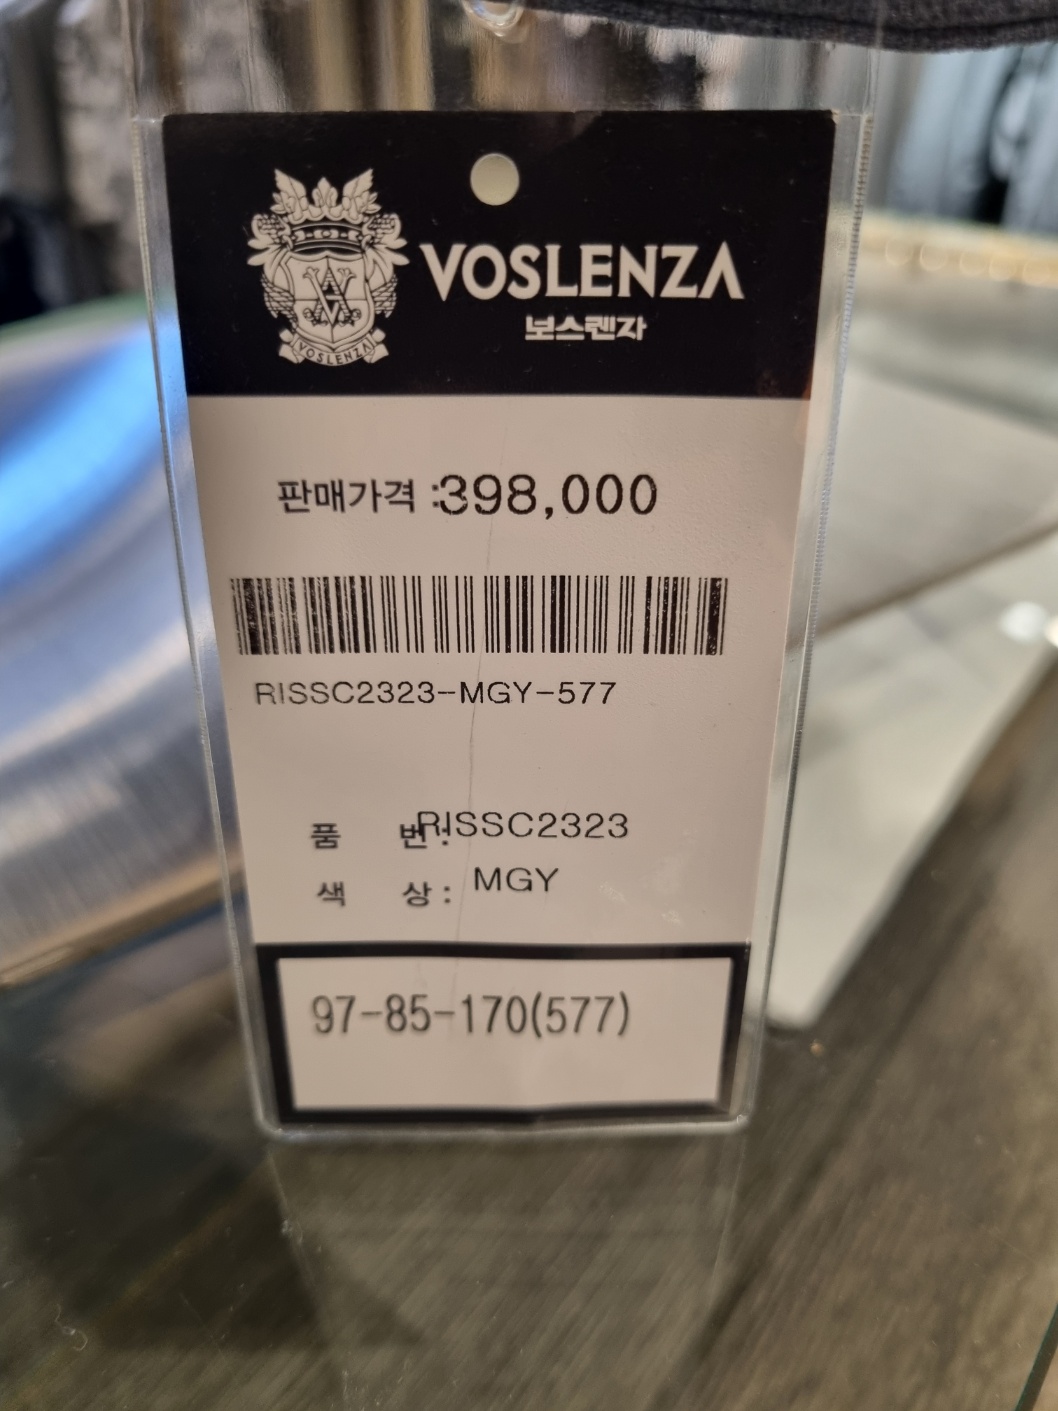 VOSLENZA
보스렌자
VOSLENZA
판매가격 :398,000
RISSC2323-MGY-577
품 번: RISSC2323
색 상: MGY
97-85-170(577)